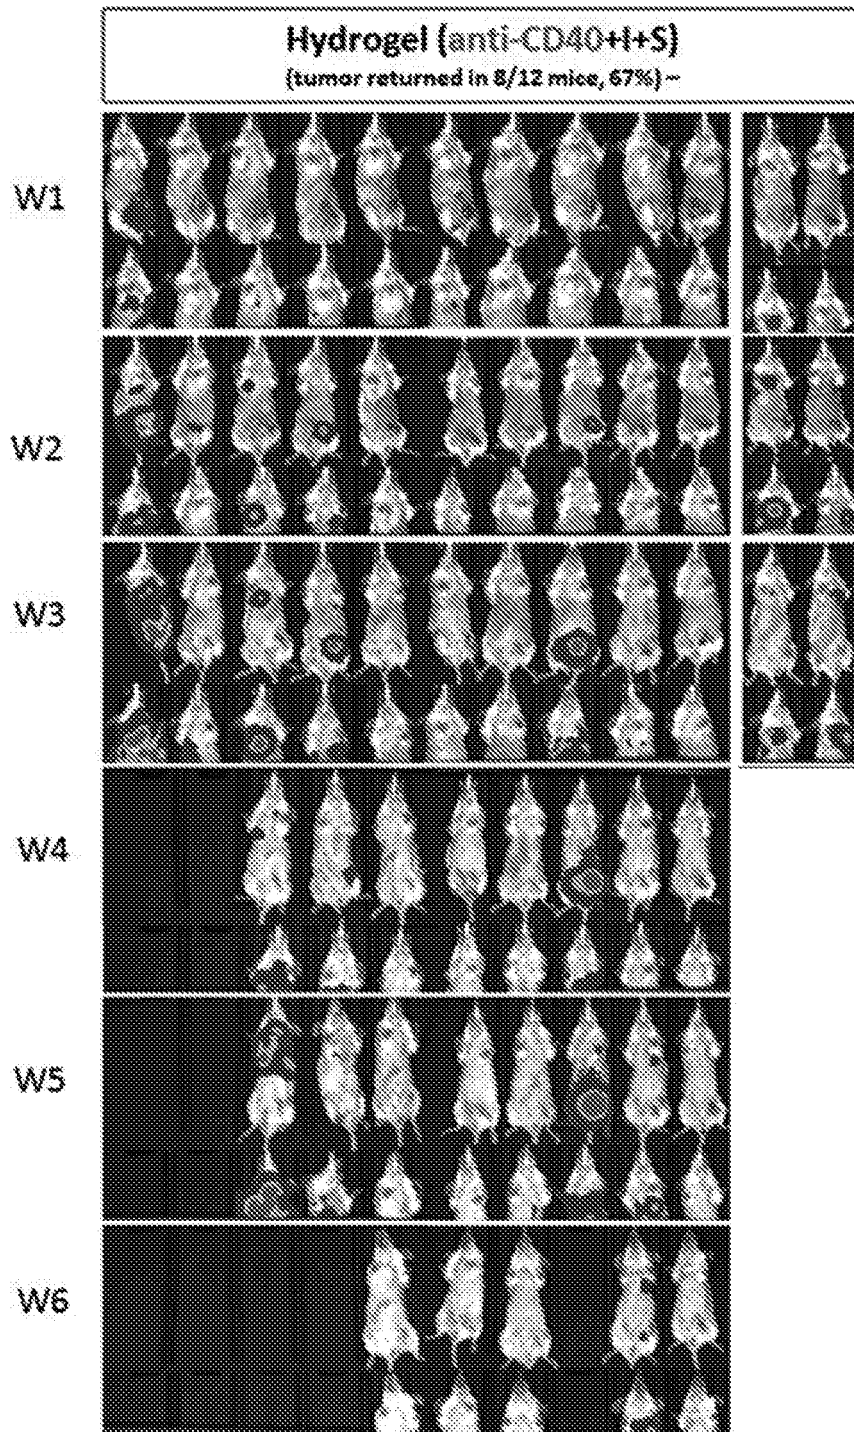 Hydrogel (anti-CD40+I+S)
(tumor returned in 8/12 mice, 67%) –
W1
W2
W3
W4
W5
W6